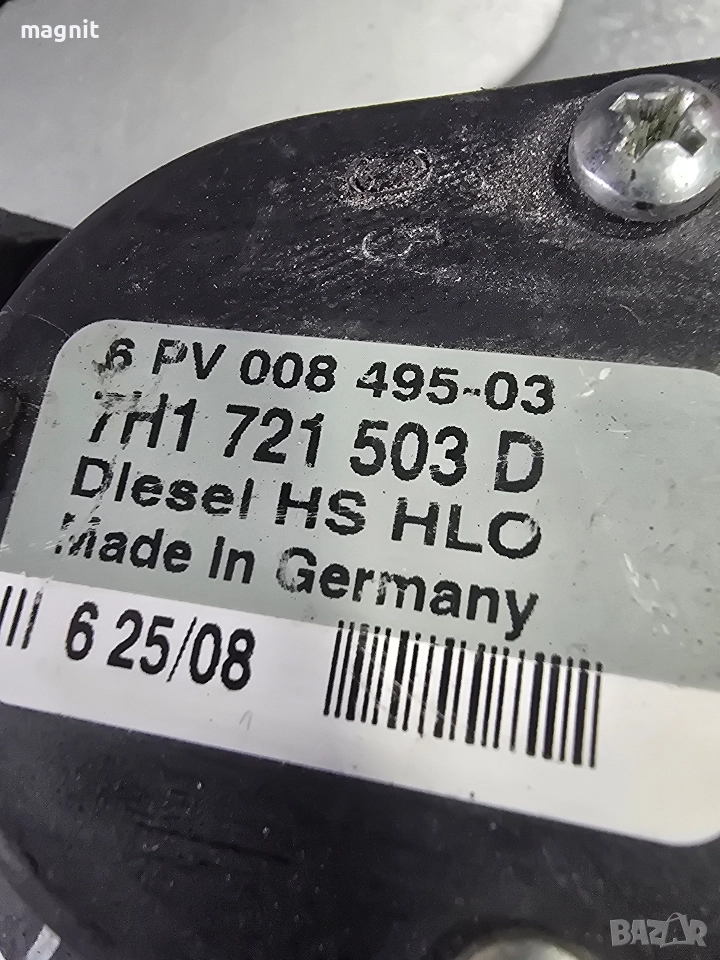 magnit
6 PV 008 495-03
7H1 721 503 D
Diesel HS HLO
Made in Germany
6 25/08
BAZAR